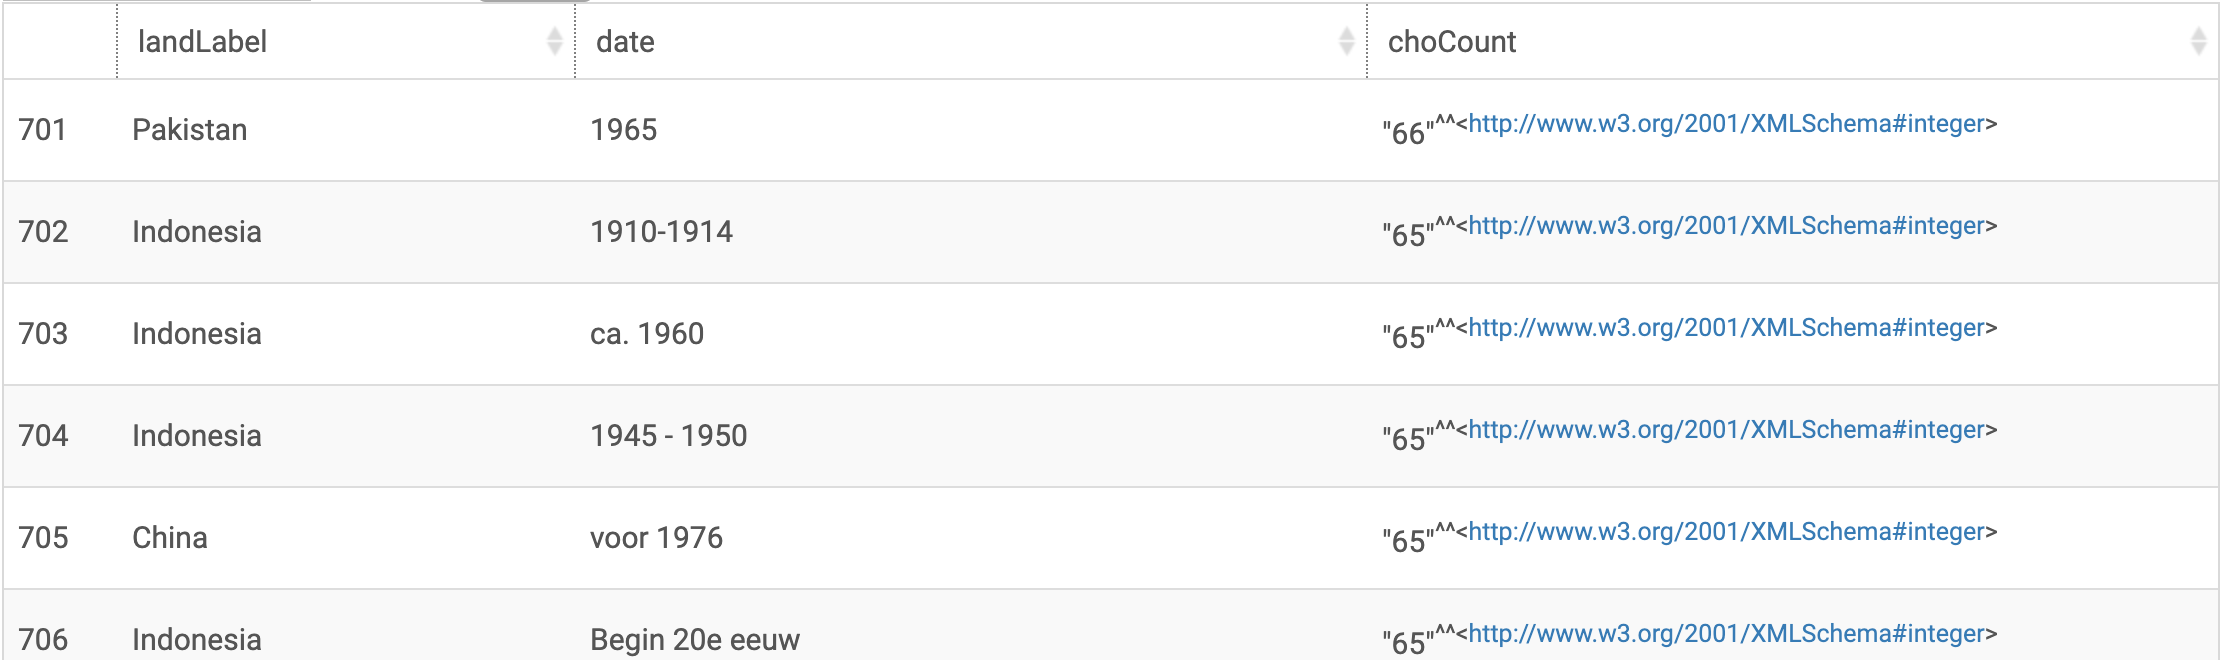 landLabel date choCount
701 Pakistan 1965 "66"^^<http://www.w3.org/2001/XMLSchema#integer>
702 Indonesia 1910-1914 "65"^^<http://www.w3.org/2001/XMLSchema#integer>
703 Indonesia ca. 1960 "65"^^<http://www.w3.org/2001/XMLSchema#integer>
704 Indonesia 1945 - 1950 "65"^^<http://www.w3.org/2001/XMLSchema#integer>
705 China voor 1976 "65"^^<http://www.w3.org/2001/XMLSchema#integer>
706 Indonesia Begin 20e eeuw "65"^^<http://www.w3.org/2001/XMLSchema#integer>